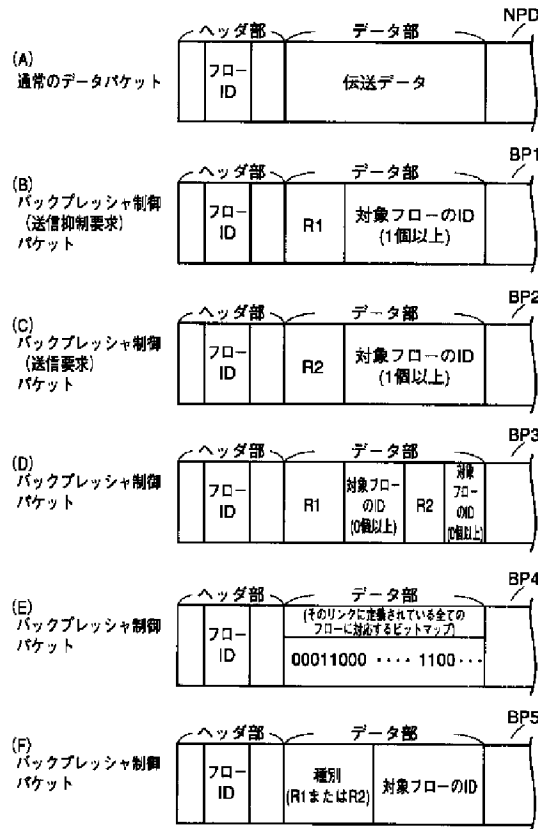 NPD
ヘッダ部 データ部
(A)
通常のデータパケット
フロー
ID
伝送データ
BP1
ヘッダ部 データ部
(B)
バックプレッシャ制御
(送信抑制要求)
パケット
フロー
ID
R1
対象フローのID
(1個以上)
BP2
ヘッダ部 データ部
(C)
バックプレッシャ制御
(送信要求)
パケット
フロー
ID
R2
対象フローのID
(1個以上)
BP3
ヘッダ部 データ部
(D)
バックプレッシャ制御
パケット
フロー
ID
R1
対象フロー
のID
(0個以上)
R2
対象
フロー
のID
(0個以上)
BP4
ヘッダ部 データ部
(E)
バックプレッシャ制御
パケット
フロー
ID
(そのリンクに定義されている全ての
フローに対応するビットマップ)
00011000 ‥‥ 1100 ‥‥
BP5
ヘッダ部 データ部
(F)
バックプレッシャ制御
パケット
フロー
ID
種別
(R1またはR2)
対象フローのID